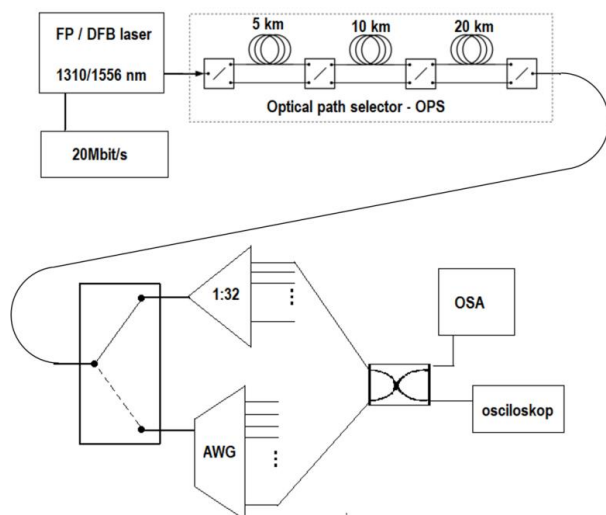 FP / DFB laser
1310/1556 nm
20Mbit/s
5 km
10 km
20 km
Optical path selector - OPS
1:32
AWG
OSA
osciloskop